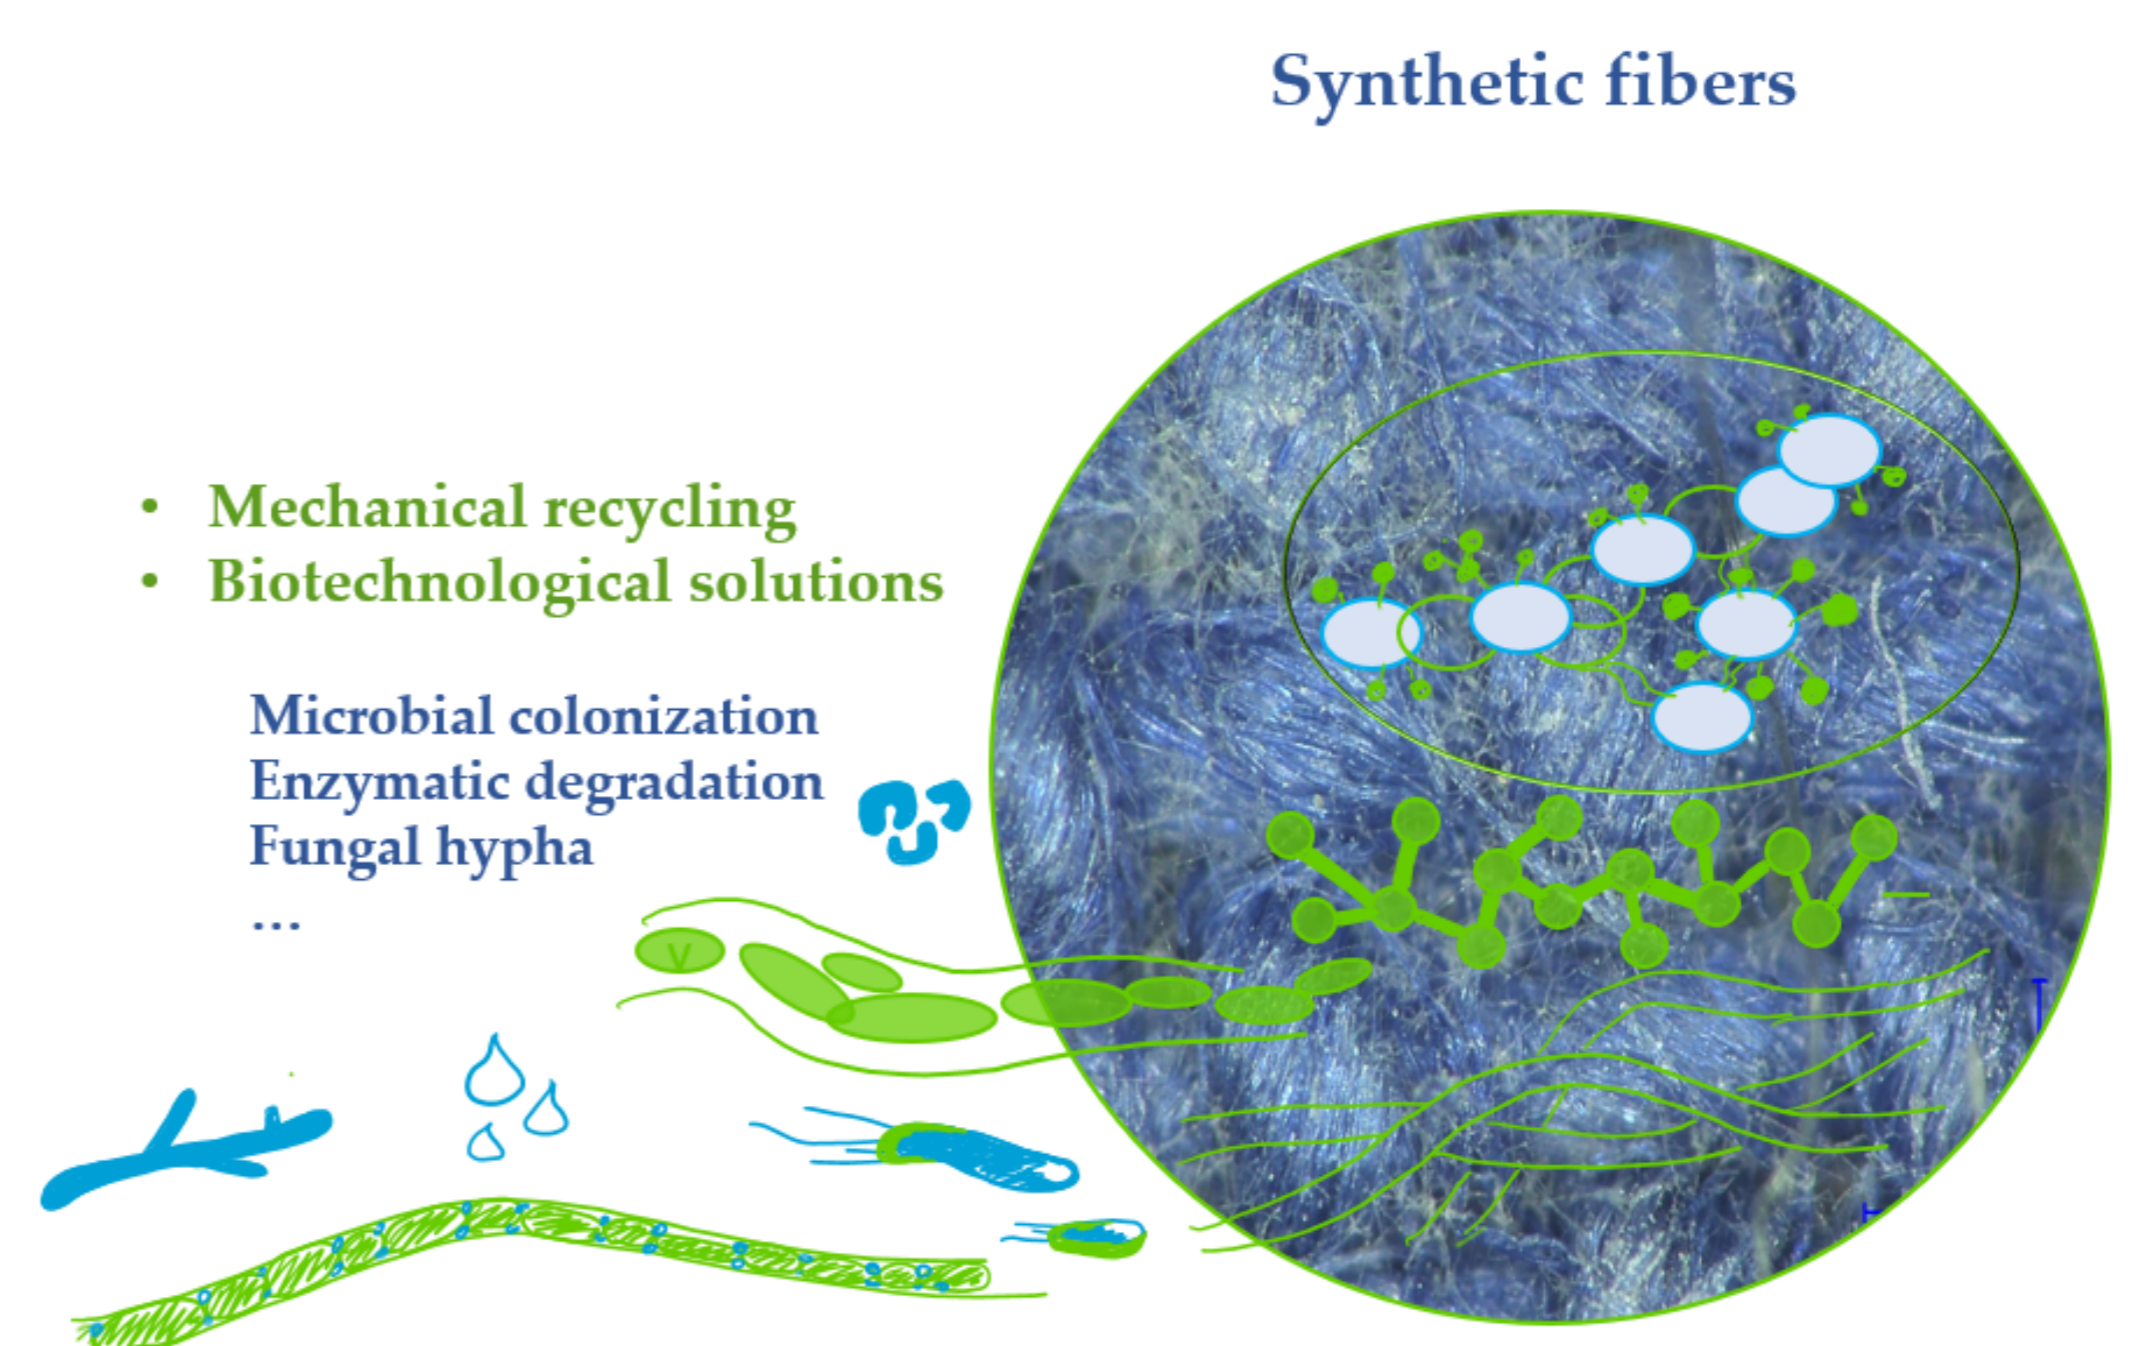 Synthetic fibers
• Mechanical recycling
• Biotechnological solutions
Microbial colonization
Enzymatic degradation
Fungal hypha
...
V